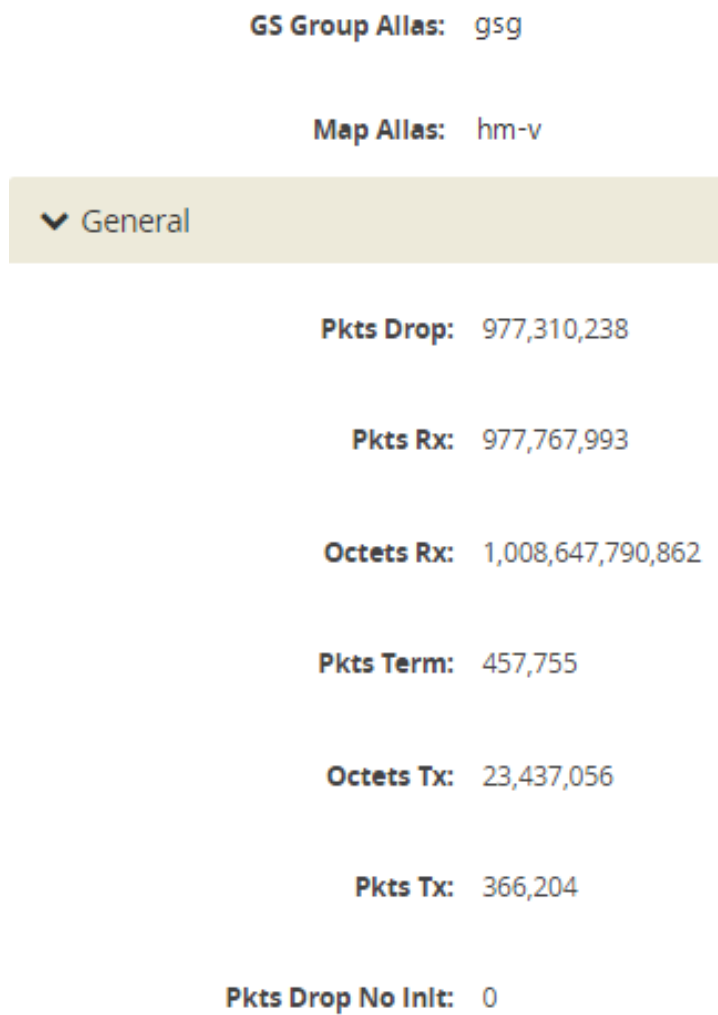 GS Group Alias: gsg
Map Alias: hm-v
General
Pkts Drop: 977,310,238
Pkts Rx: 977,767,993
Octets Rx: 1,008,647,790,862
Pkts Term: 457,755
Octets Tx: 23,437,056
Pkts Tx: 366,204
Pkts Drop No Init: 0